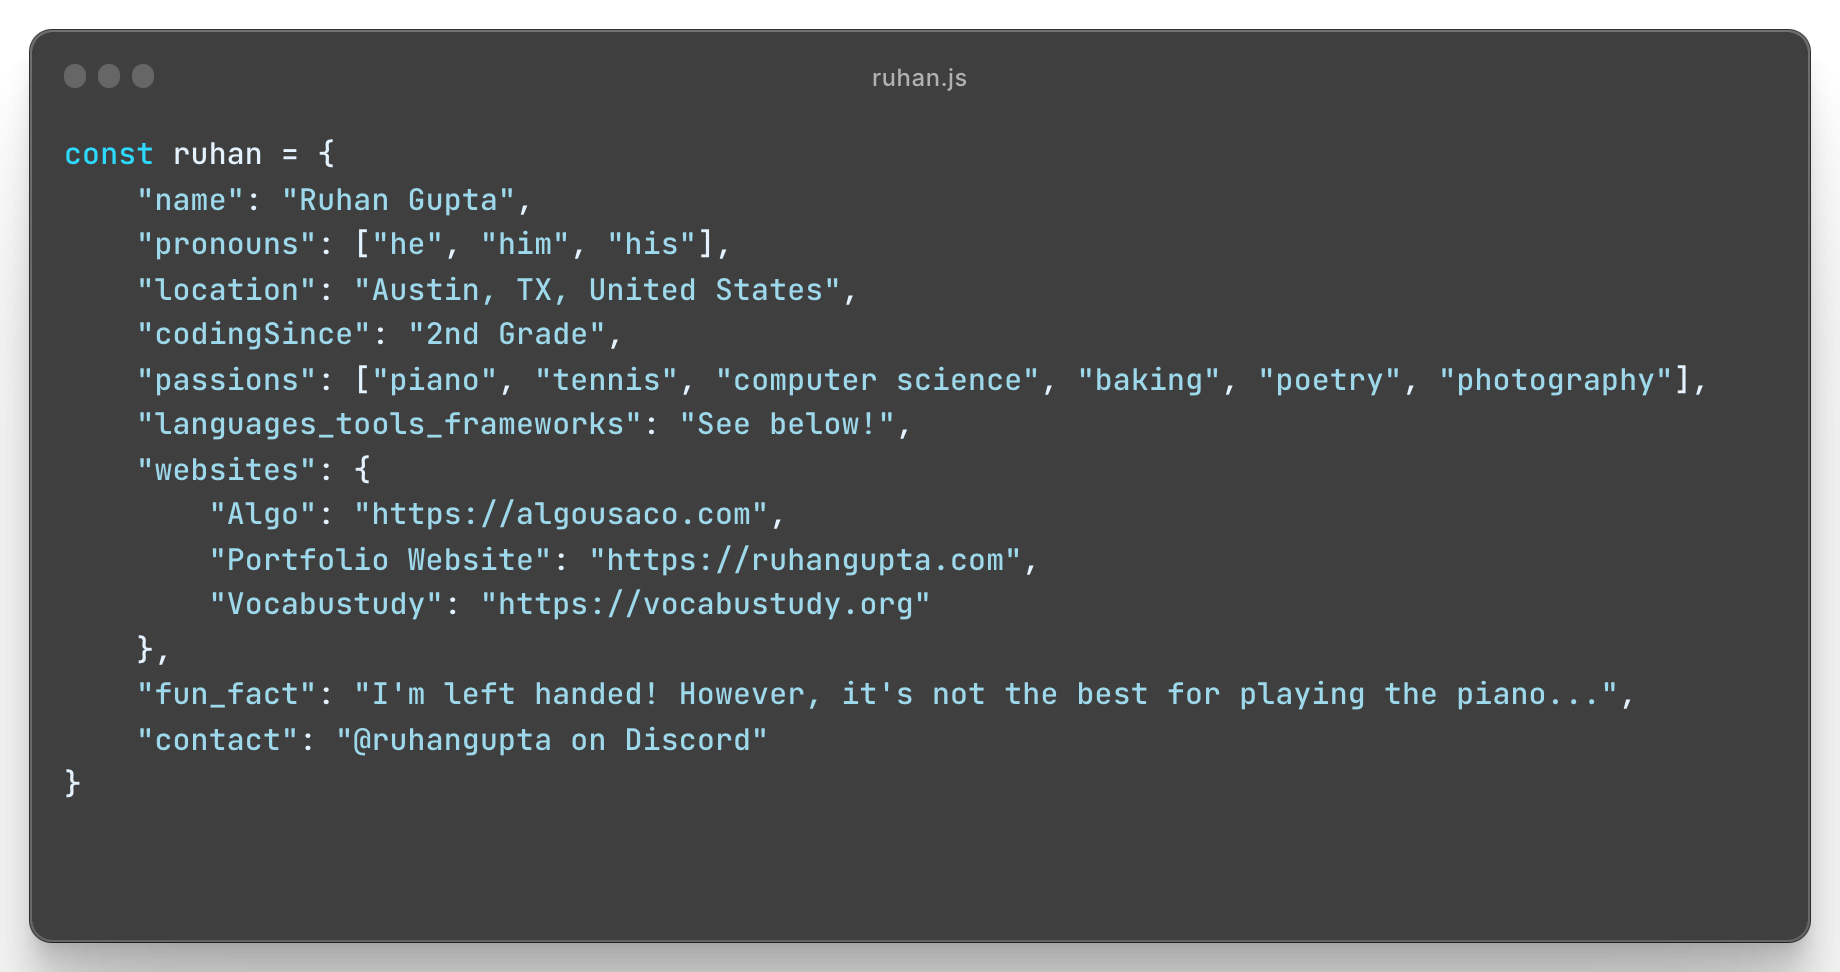 ruhan.js
const ruhan = {
    "name": "Ruhan Gupta",
    "pronouns": ["he", "him", "his"],
    "location": "Austin, TX, United States",
    "codingSince": "2nd Grade",
    "passions": ["piano", "tennis", "computer science", "baking", "poetry", "photography"],
    "languages_tools_frameworks": "See below!",
    "websites": {
        "Algo": "https://algousaco.com",
        "Portfolio Website": "https://ruhangupta.com",
        "Vocabustudy": "https://vocabustudy.org"
    },
    "fun_fact": "I'm left handed! However, it's not the best for playing the piano...",
    "contact": "@ruhangupta on Discord"
}